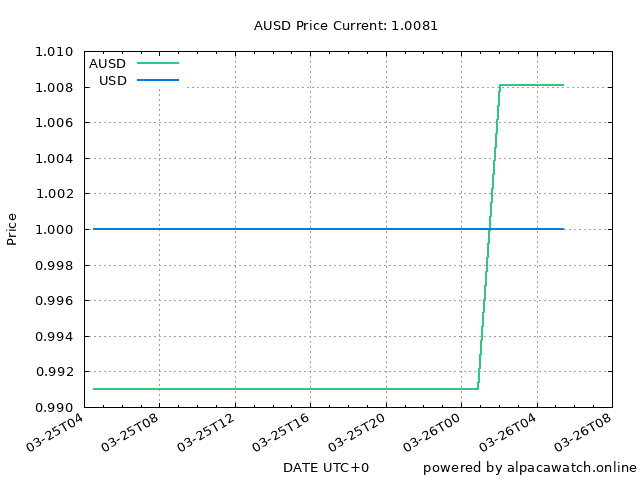 AUSD Price Current: 1.0081
AUSD
USD
1.010
1.008
1.006
1.004
1.002
1.000
0.998
0.996
0.994
0.992
0.990
Price
03-25T04
03-25T08
03-25T12
03-25T16
03-25T20
03-26T00
03-26T04
03-26T08
DATE UTC+0
powered by alpacawatch.online